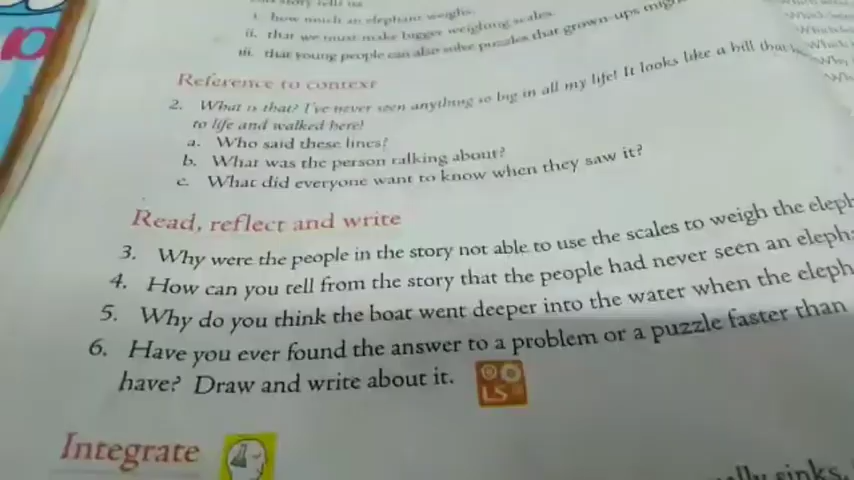 story tell us
i. how much an elephant weighs.
ii. that we must make bigger weighing scales.
iii. that young people can also solve puzzles that grown-ups
Reference to context
2. What is that? I've never seen anything so big in all my life! It looks like a hill that
to life and walked here!
a. Who said these lines?
b. What was the person talking about?
c. What did everyone want to know when they saw it?
Read, reflect and write
3. Why were the people in the story not able to use the scales to weigh the eleph
4. How can you tell from the story that the people had never seen an eleph
5. Why do you think the boat went deeper into the water when the eleph
6. Have you ever found the answer to a problem or a puzzle faster than
have? Draw and write about it.
LS
Integrate
sinks.